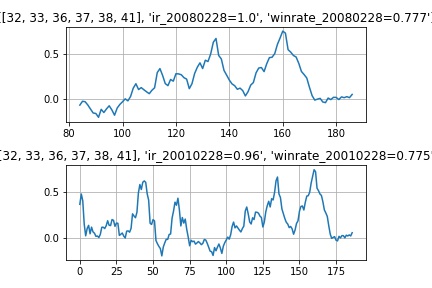 [[32, 33, 36, 37, 38, 41], 'ir_20080228=1.0', 'winrate_20080228=0.777']
0.5
0.0
80 100 120 140 160 180
[32, 33, 36, 37, 38, 41], 'ir_20010228=0.96', 'winrate_20010228=0.775'
0.5
0.0
0 25 50 75 100 125 150 175